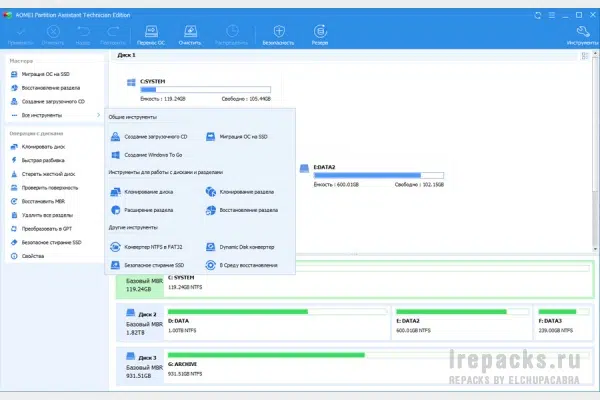 AOMEI Partition Assistant Technician Edition
Применить
Отменить
Назад
Повторить
Перенос ОС
Очистить
Безопасность
Резерв
Инструменты
Мастера
Миграция ОС на SSD
Восстановление раздела
Создание загрузочного CD
Все инструменты
Операции с дисками
Клонировать диск
Быстрая разбивка
Стереть жесткой диск
Проверить поверхность
Восстановить MBR
Удалить все разделы
Преобразовать в GPT
Безопасное стирание SSD
Свойства
Диск 1
C:SYSTEM
Емкость : 119.24GB Свободно : 105.44GB
E:DATA2
Емкость : 600.01GB Свободно : 102.15GB
Общие инструменты
Создание загрузочного CD
Миграция ОС на SSD
Создание Windows To Go
Инструменты для работы с дисками и разделами
Клонирование диска
Клонирование раздела
Расширение раздела
Восстановление раздела
Другие инструменты
Конвертер NTFS в FAT32
Dynamic Disk конвертер
Безопасное стирание SSD
В Среду восстановления
Базовый MBR
119.24GB
C: SYSTEM
119.24GB NTFS
Диск 2
Базовый MBR
1.82TB
D: DATA
1.00TB NTFS
E: DATA2
600.01GB NTFS
F: DATA3
239.00GB NTFS
Диск 3
Базовый MBR
931.51GB
G: ARCHIVE
931.51GB NTFS
lrepacks.ru
REPACKS BY ELCHUPACABRA